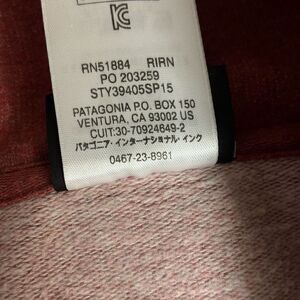 RN51884 RIRN
PO 203259
STY39405SP15
PATAGONIA P.O. BOX 150
VENTURA, CA 93002 US
CUIT:30-70924649-2
パタゴニア・インターナショナル・インク
0467-23-8961